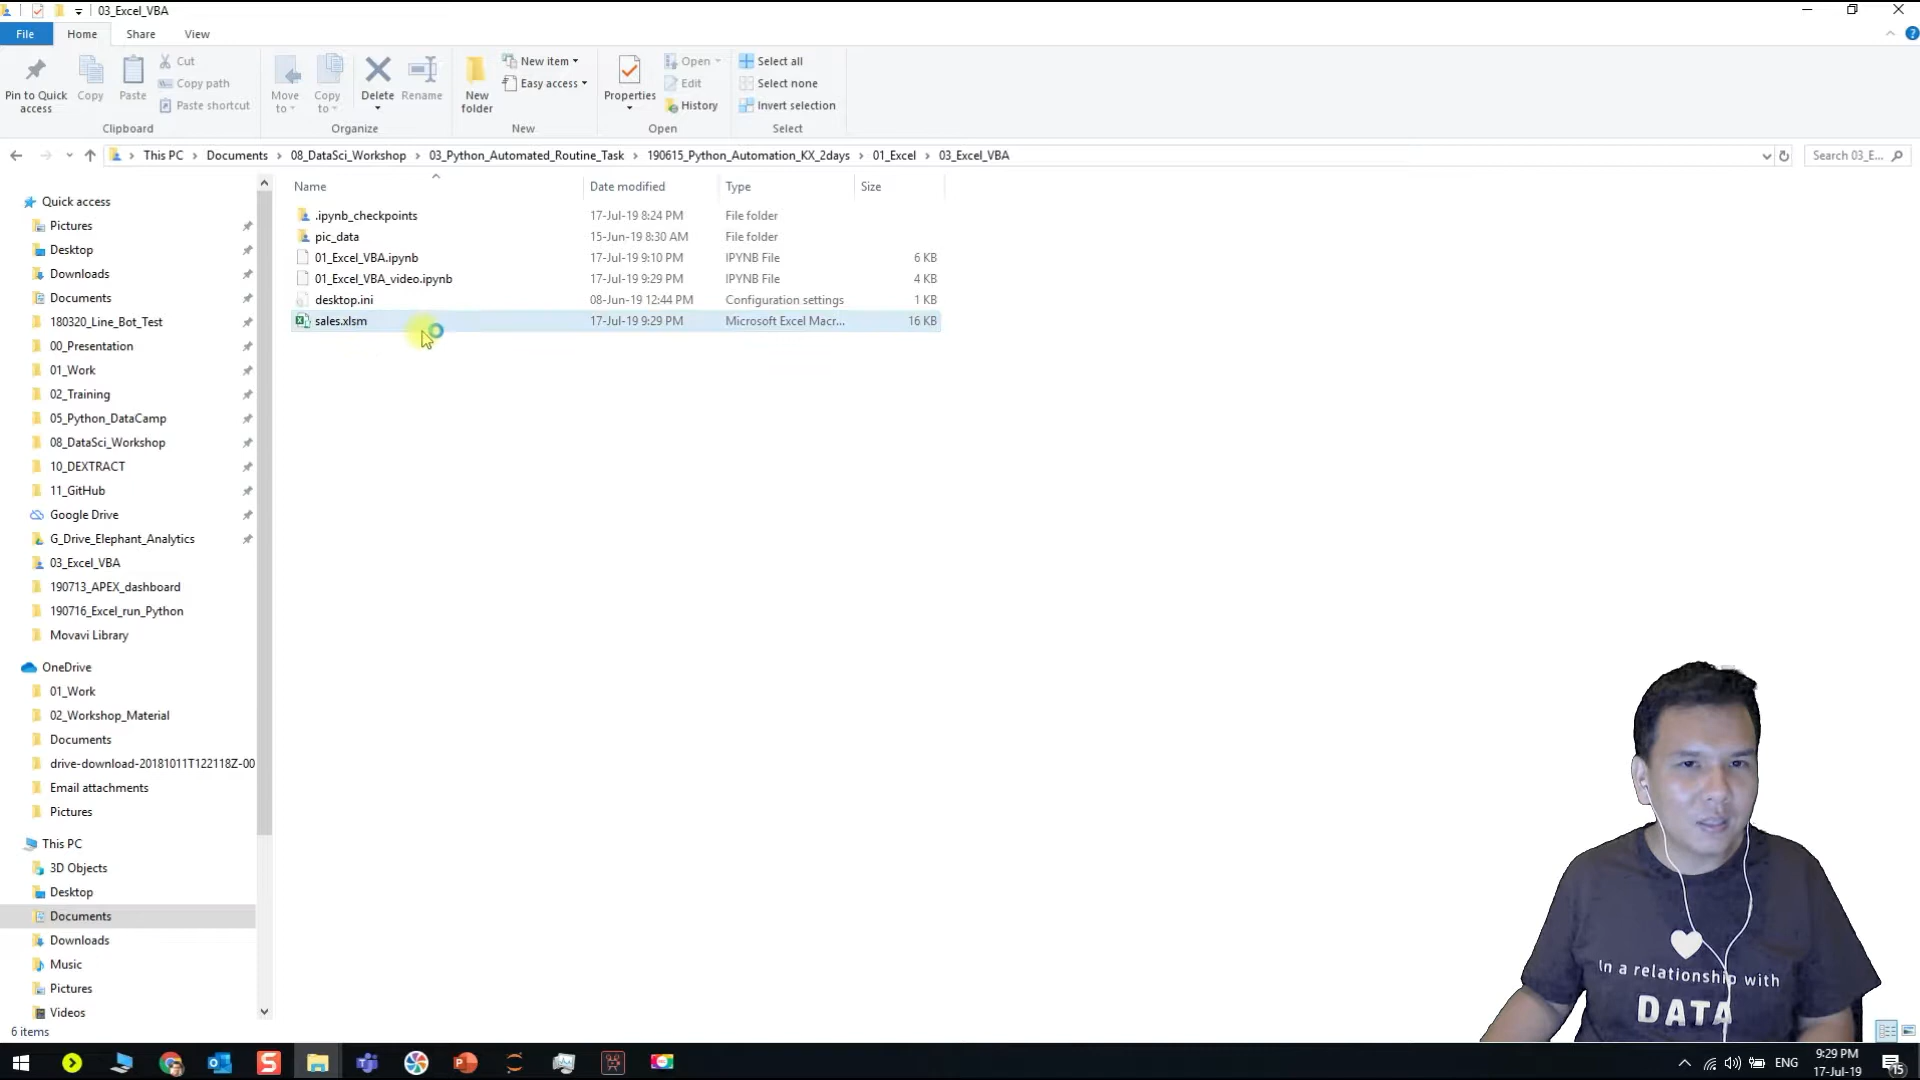 03_Excel_VBA
File Home Share View
Pin to Quick access
Copy
Paste
Cut
Copy path
Paste shortcut
Clipboard
Move to
Copy to
Delete
Rename
Organize
New folder
New item
Easy access
New
Properties
Open
Edit
History
Open
Select all
Select none
Invert selection
Select
This PC > Documents > 08_DataSci_Workshop > 03_Python_Automated_Routine_Task > 190615_Python_Automation_KX_2days > 01_Excel > 03_Excel_VBA
Search 03_E...
Name Date modified Type Size
.ipynb_checkpoints 17-Jul-19 8:24 PM File folder
pic_data 15-Jun-19 8:30 AM File folder
01_Excel_VBA.ipynb 17-Jul-19 9:10 PM IPYNB File 6 KB
01_Excel_VBA_video.ipynb 17-Jul-19 9:29 PM IPYNB File 4 KB
desktop.ini 08-Jun-19 12:44 PM Configuration settings 1 KB
sales.xlsm 17-Jul-19 9:29 PM Microsoft Excel Macr... 16 KB
Quick access
Pictures
Desktop
Downloads
Documents
180320_Line_Bot_Test
00_Presentation
01_Work
02_Training
05_Python_DataCamp
08_DataSci_Workshop
10_DEXTRACT
11_GitHub
Google Drive
G_Drive_Elephant_Analytics
03_Excel_VBA
190713_APEX_dashboard
190716_Excel_run_Python
Movavi Library
OneDrive
01_Work
02_Workshop_Material
Documents
drive-download-20181011T122118Z-00
Email attachments
Pictures
This PC
3D Objects
Desktop
Documents
Downloads
Music
Pictures
Videos
6 items
In a relationship with
DATA
ENG
9:29 PM
17-Jul-19
15